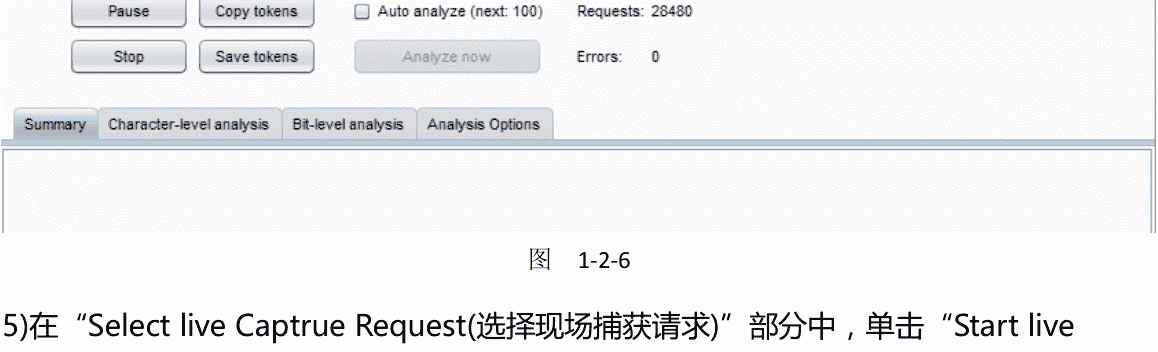 Pause Copy tokens Auto analyze (next: 100) Requests: 28480
Stop Save tokens Analyze now Errors: 0
Summary Character-level analysis Bit-level analysis Analysis Options
图 1-2-6
5)在“Select live Captrue Request(选择现场捕获请求)”部分中，单击“Start live